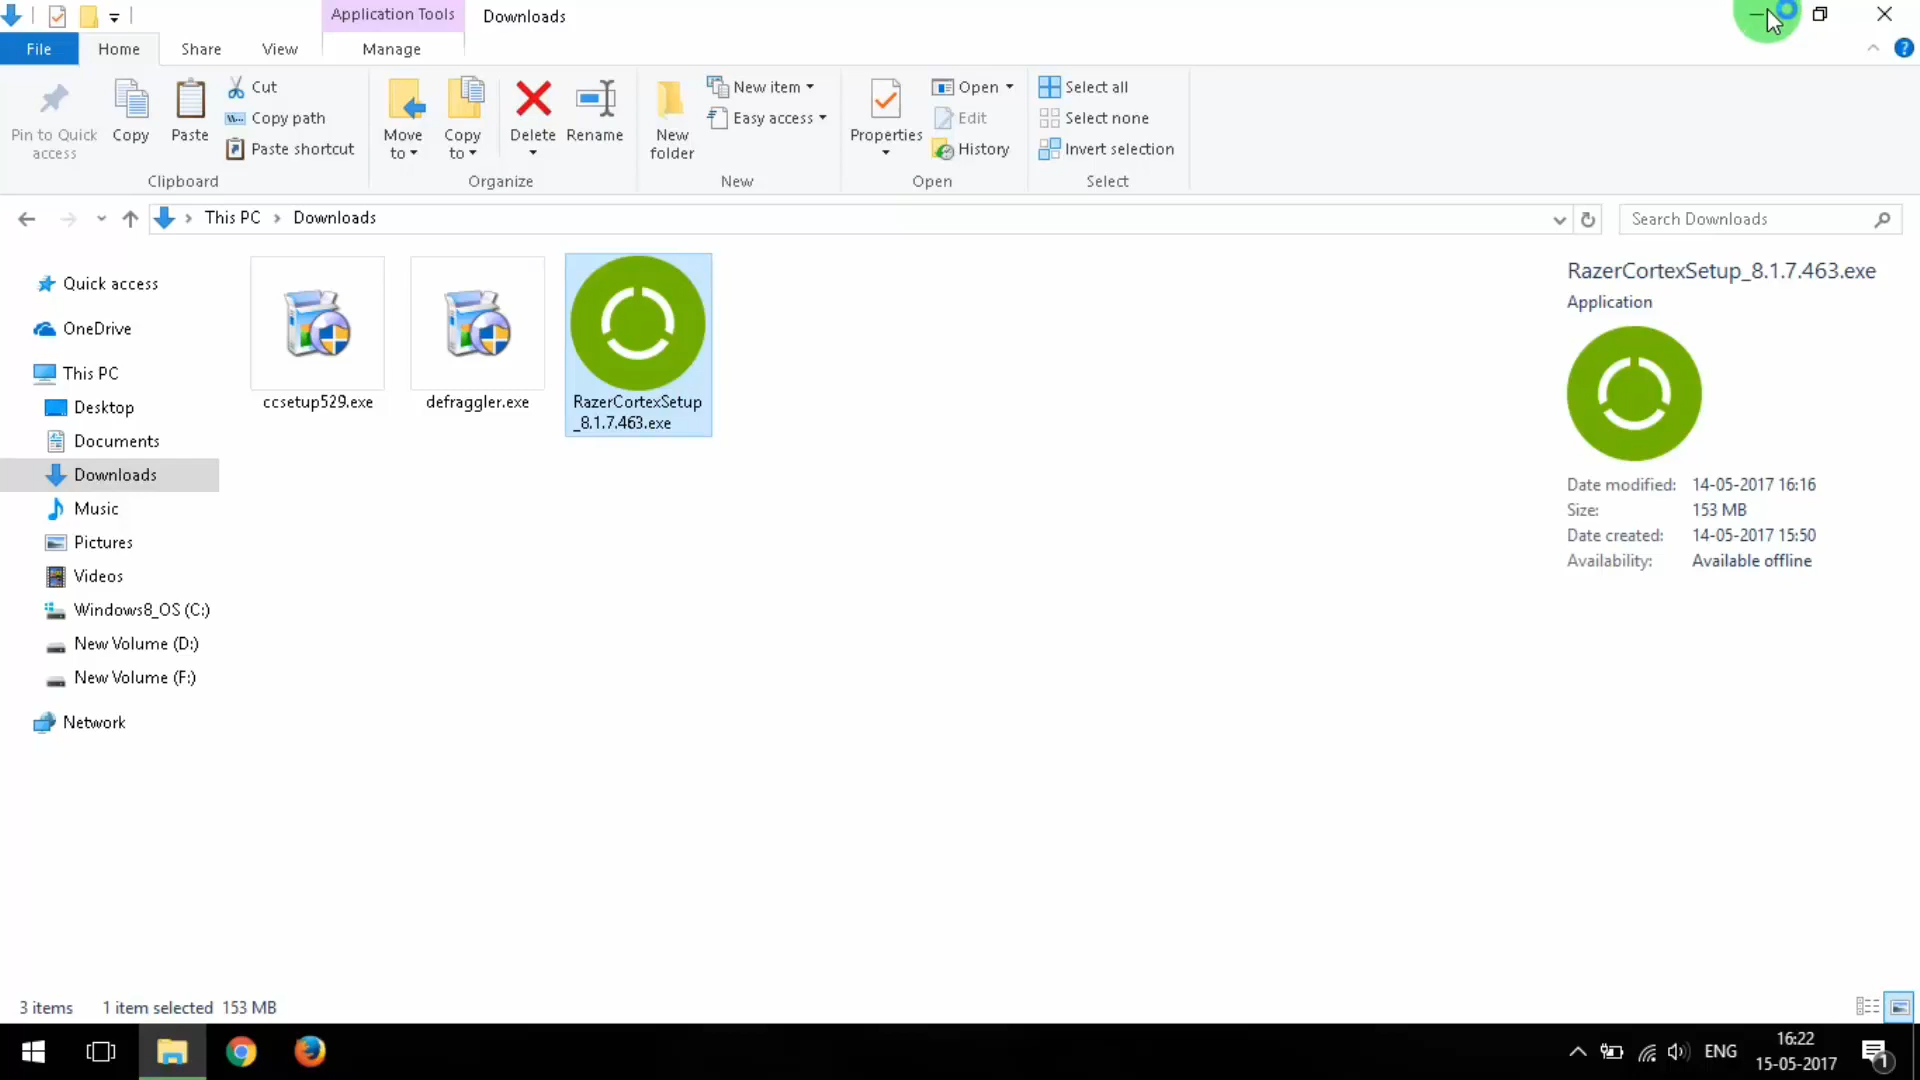 Application Tools
Downloads
File
Home
Share
View
Manage
Pin to Quick
access
Copy
Paste
Cut
Copy path
Paste shortcut
Clipboard
Move
to
Copy
to
Delete
Rename
Organize
New
folder
New item
Easy access
New
Properties
Open
Edit
History
Open
Select all
Select none
Invert selection
Select
This PC
Downloads
Search Downloads
Quick access
OneDrive
This PC
Desktop
Documents
Downloads
Music
Pictures
Videos
Windows8_OS (C:)
New Volume (D:)
New Volume (F:)
Network
ccsetup529.exe
defraggler.exe
RazerCortexSetup
_8.1.7.463.exe
RazerCortexSetup_8.1.7.463.exe
Application
Date modified: 14-05-2017 16:16
Size: 153 MB
Date created: 14-05-2017 15:50
Availability: Available offline
3 items 1 item selected 153 MB
ENG
16:22
15-05-2017
1